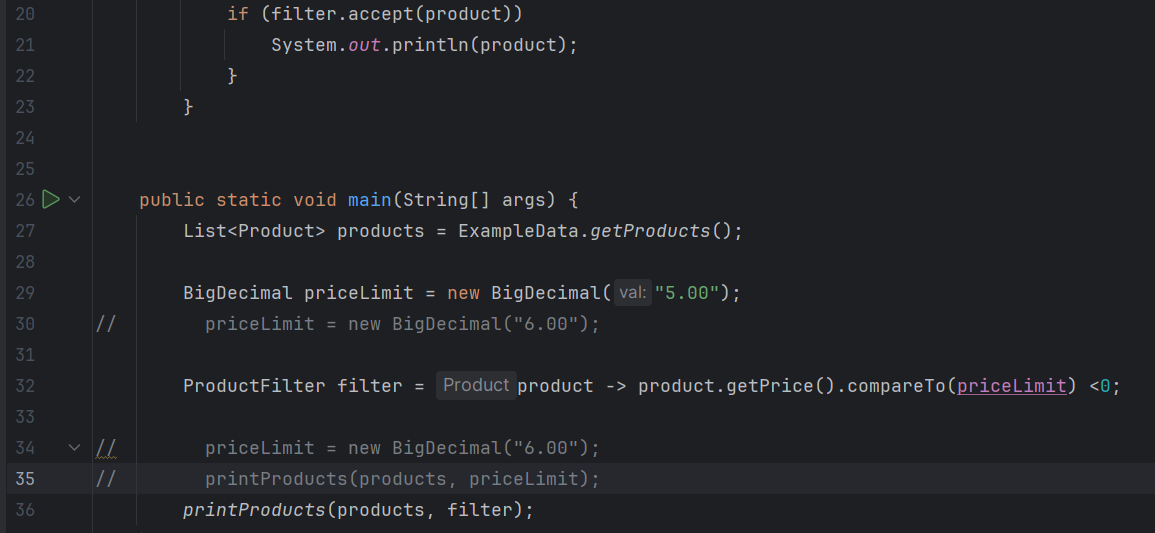 20 if (filter.accept(product))
21 System.out.println(product);
22 }
23 }
24
25
26 public static void main(String[] args) {
27 List<Product> products = ExampleData.getProducts();
28
29 BigDecimal priceLimit = new BigDecimal( val: "5.00");
30 // priceLimit = new BigDecimal("6.00");
31
32 ProductFilter filter = Product product -> product.getPrice().compareTo(priceLimit) <0;
33
34 // priceLimit = new BigDecimal("6.00");
35 // printProducts(products, priceLimit);
36 printProducts(products, filter);